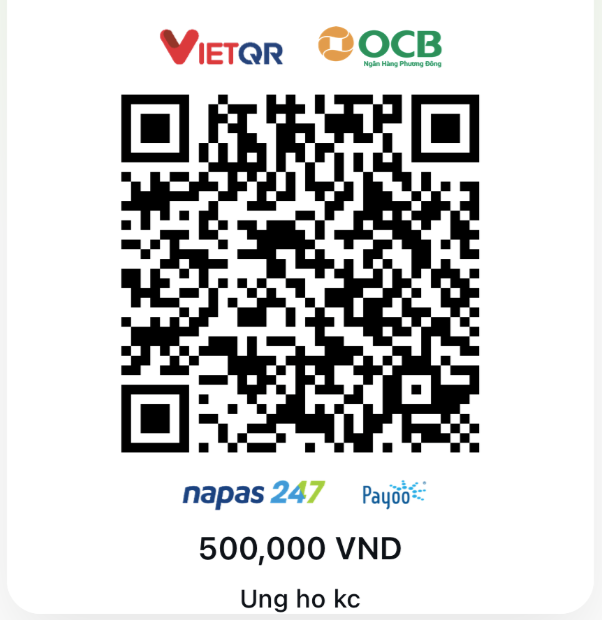 VIETQR OCB
Ngân Hàng Phương Đông
napas 247 Payoo
500,000 VND
Ung ho kc